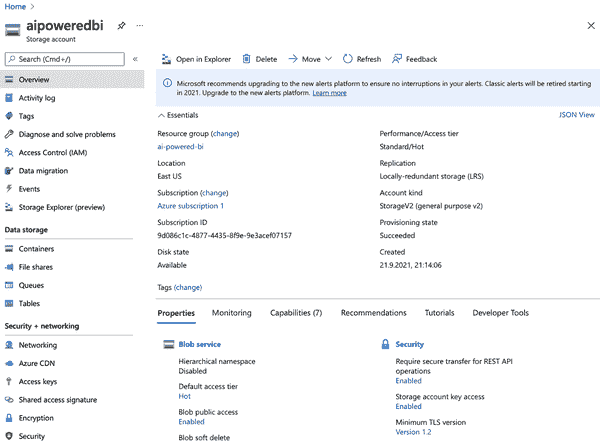 Home >
aipoweredbi
Storage account
Search (Cmd+/)
Overview
Activity log
Tags
Diagnose and solve problems
Access Control (IAM)
Data migration
Events
Storage Explorer (preview)
Data storage
Containers
File shares
Queues
Tables
Security + networking
Networking
Azure CDN
Access keys
Shared access signature
Encryption
Security
Open in Explorer Delete Move Refresh Feedback
Microsoft recommends upgrading to the new alerts platform to ensure no interruptions in your alerts. Classic alerts will be retired starting
in 2021. Upgrade to the new alerts platform. Learn more
Essentials JSON View
Resource group (change)
ai-powered-bi
Location
East US
Subscription (change)
Azure subscription 1
Subscription ID
9d086c1c-4877-4435-8f9e-9e3acef07157
Disk state
Available
Performance/Access tier
Standard/Hot
Replication
Locally-redundant storage (LRS)
Account kind
StorageV2 (general purpose v2)
Provisioning state
Succeeded
Created
21.9.2021, 21:14:06
Tags (change)
Properties Monitoring Capabilities (7) Recommendations Tutorials Developer Tools
Blob service
Hierarchical namespace
Disabled
Default access tier
Hot
Blob public access
Enabled
Blob soft delete
Security
Require secure transfer for REST API
operations
Enabled
Storage account key access
Enabled
Minimum TLS version
Version 1.2